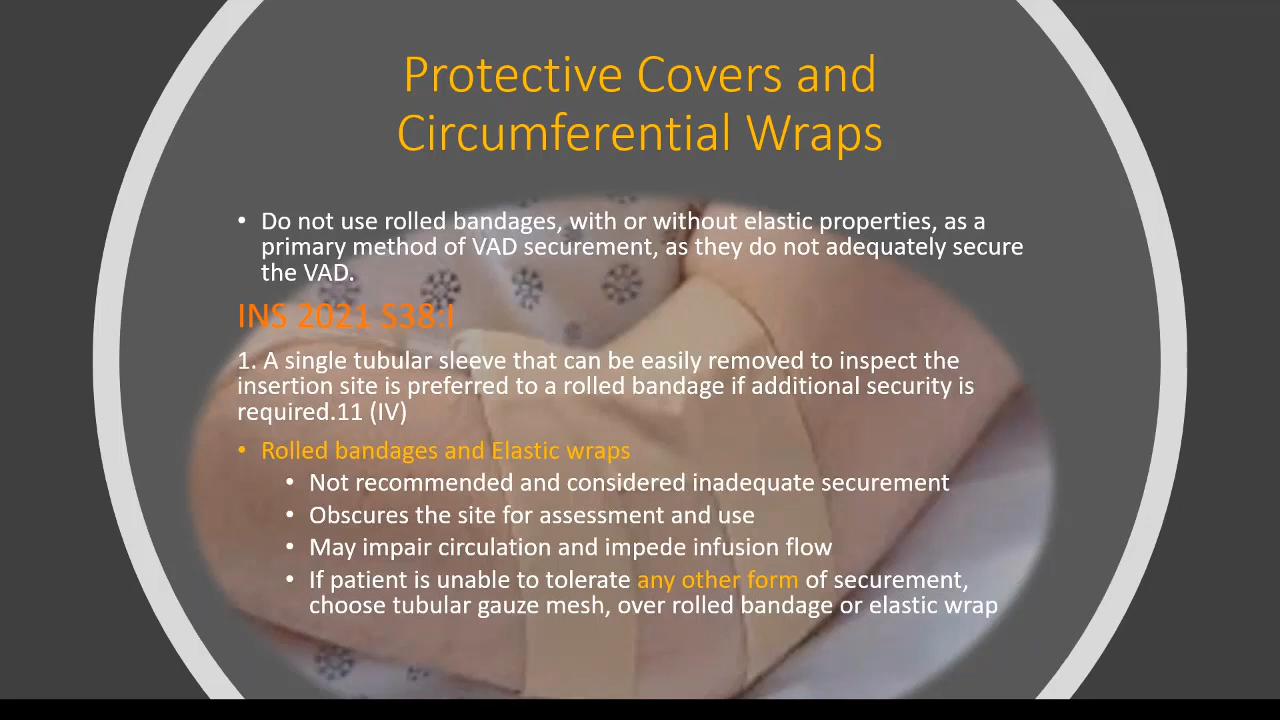 Protective Covers and
Circumferential Wraps
• Do not use rolled bandages, with or without elastic properties, as a
primary method of VAD securement, as they do not adequately secure
the VAD.
INS 2021 S38:I
1. A single tubular sleeve that can be easily removed to inspect the
insertion site is preferred to a rolled bandage if additional security is
required.11 (IV)
• Rolled bandages and Elastic wraps
• Not recommended and considered inadequate securement
• Obscures the site for assessment and use
• May impair circulation and impede infusion flow
• If patient is unable to tolerate any other form of securement,
choose tubular gauze mesh, over rolled bandage or elastic wrap